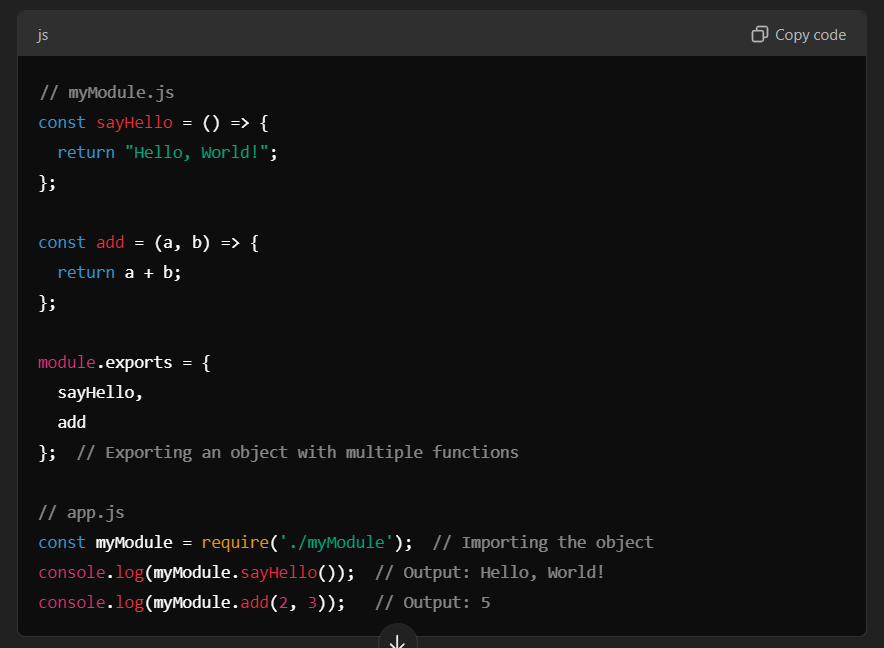 js
Copy code
// myModule.js
const sayHello = () => {
  return "Hello, World!";
};

const add = (a, b) => {
  return a + b;
};

module.exports = {
  sayHello,
  add
};  // Exporting an object with multiple functions

// app.js
const myModule = require('./myModule');  // Importing the object
console.log(myModule.sayHello());  // Output: Hello, World!
console.log(myModule.add(2, 3));   // Output: 5